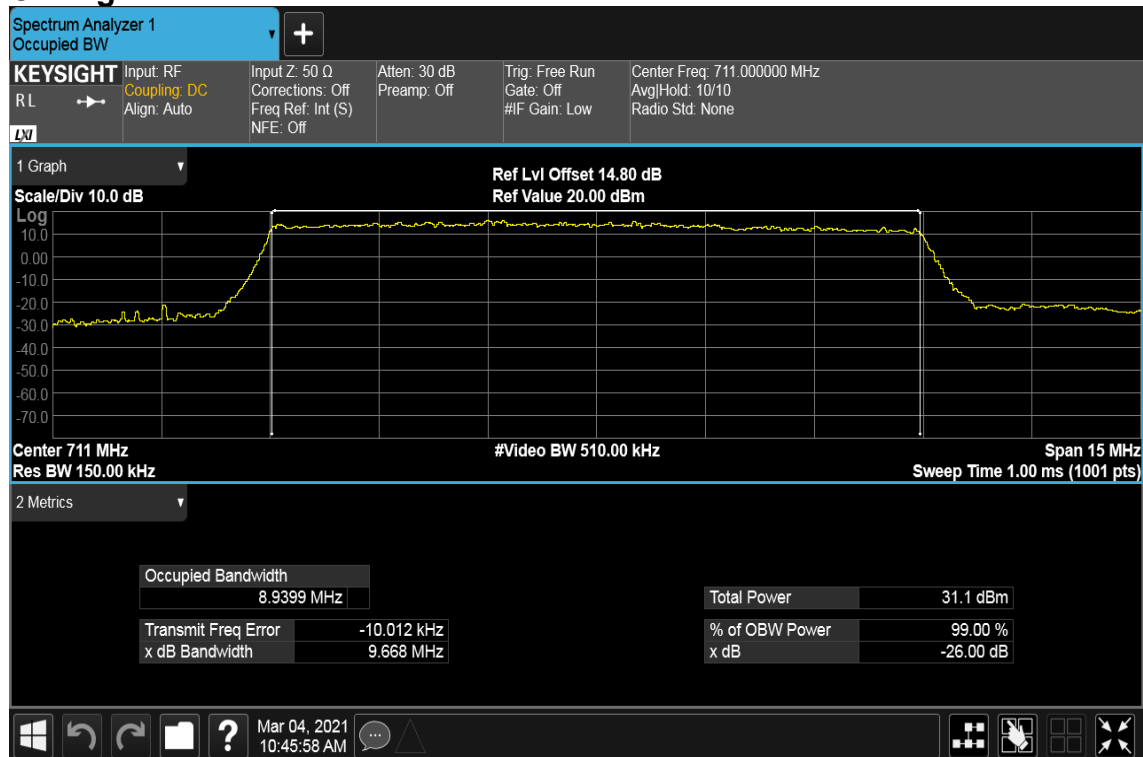 Spectrum Analyzer 1
Occupied BW
+
KEYSIGHT
RL
LXI
Input: RF
Coupling: DC
Align: Auto
Input Z: 50 Ω
Corrections: Off
Freq Ref: Int (S)
NFE: Off
Atten: 30 dB
Preamp: Off
Trig: Free Run
Gate: Off
#IF Gain: Low
Center Freq: 711.000000 MHz
Avg|Hold: 10/10
Radio Std: None
1 Graph
Scale/Div 10.0 dB
Ref Lvl Offset 14.80 dB
Ref Value 20.00 dBm
Log
10.0
0.00
-10.0
-20.0
-30.0
-40.0
-50.0
-60.0
-70.0
Center 711 MHz
#Video BW 510.00 kHz
Span 15 MHz
Res BW 150.00 kHz
Sweep Time 1.00 ms (1001 pts)
2 Metrics
Occupied Bandwidth
8.9399 MHz
Transmit Freq Error -10.012 kHz
x dB Bandwidth 9.668 MHz
Total Power 31.1 dBm
% of OBW Power 99.00 %
x dB -26.00 dB
?
Mar 04, 2021
10:45:58 AM